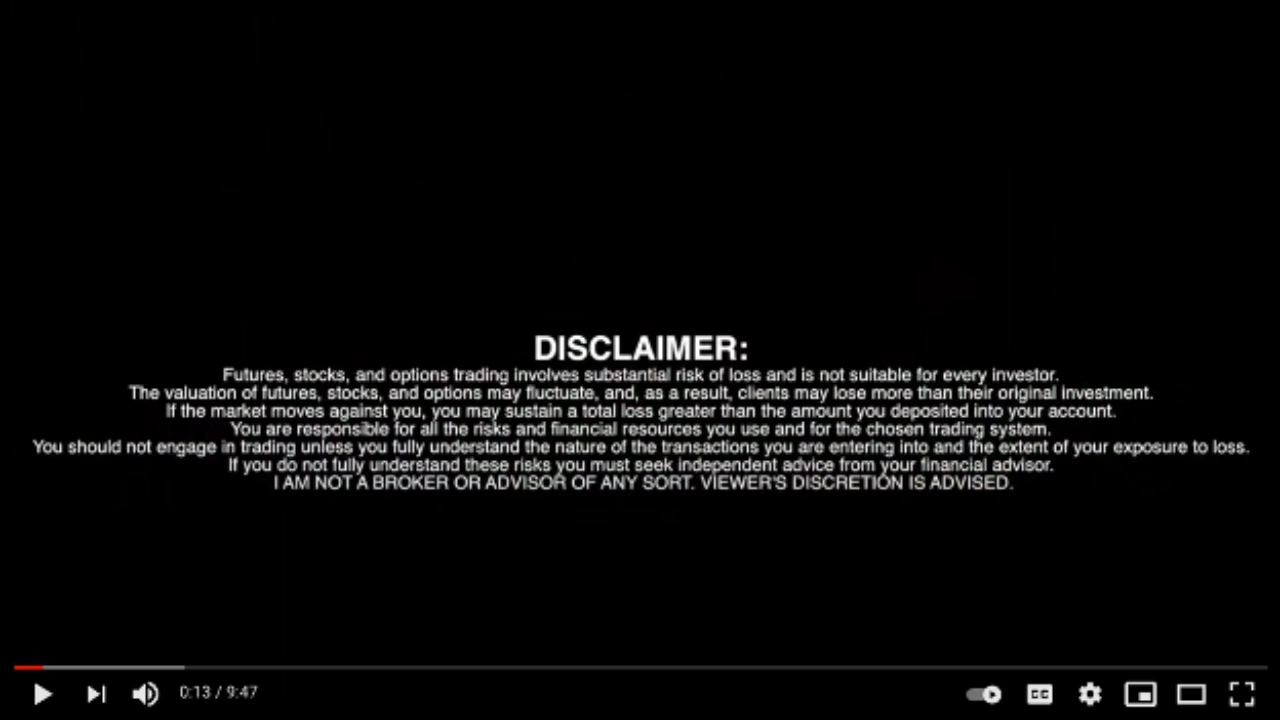 DISCLAIMER:
Futures, stocks, and options trading involves substantial risk of loss and is not suitable for every investor.
The valuation of futures, stocks, and options may fluctuate, and, as a result, clients may lose more than their original investment.
If the market moves against you, you may sustain a total loss greater than the amount you deposited into your account.
You are responsible for all the risks and financial resources you use and for the chosen trading system.
You should not engage in trading unless you fully understand the nature of the transactions you are entering into and the extent of your exposure to loss.
If you do not fully understand these risks you must seek independent advice from your financial advisor.
I AM NOT A BROKER OR ADVISOR OF ANY SORT. VIEWER'S DISCRETION IS ADVISED.
0:13 / 9:47 CC